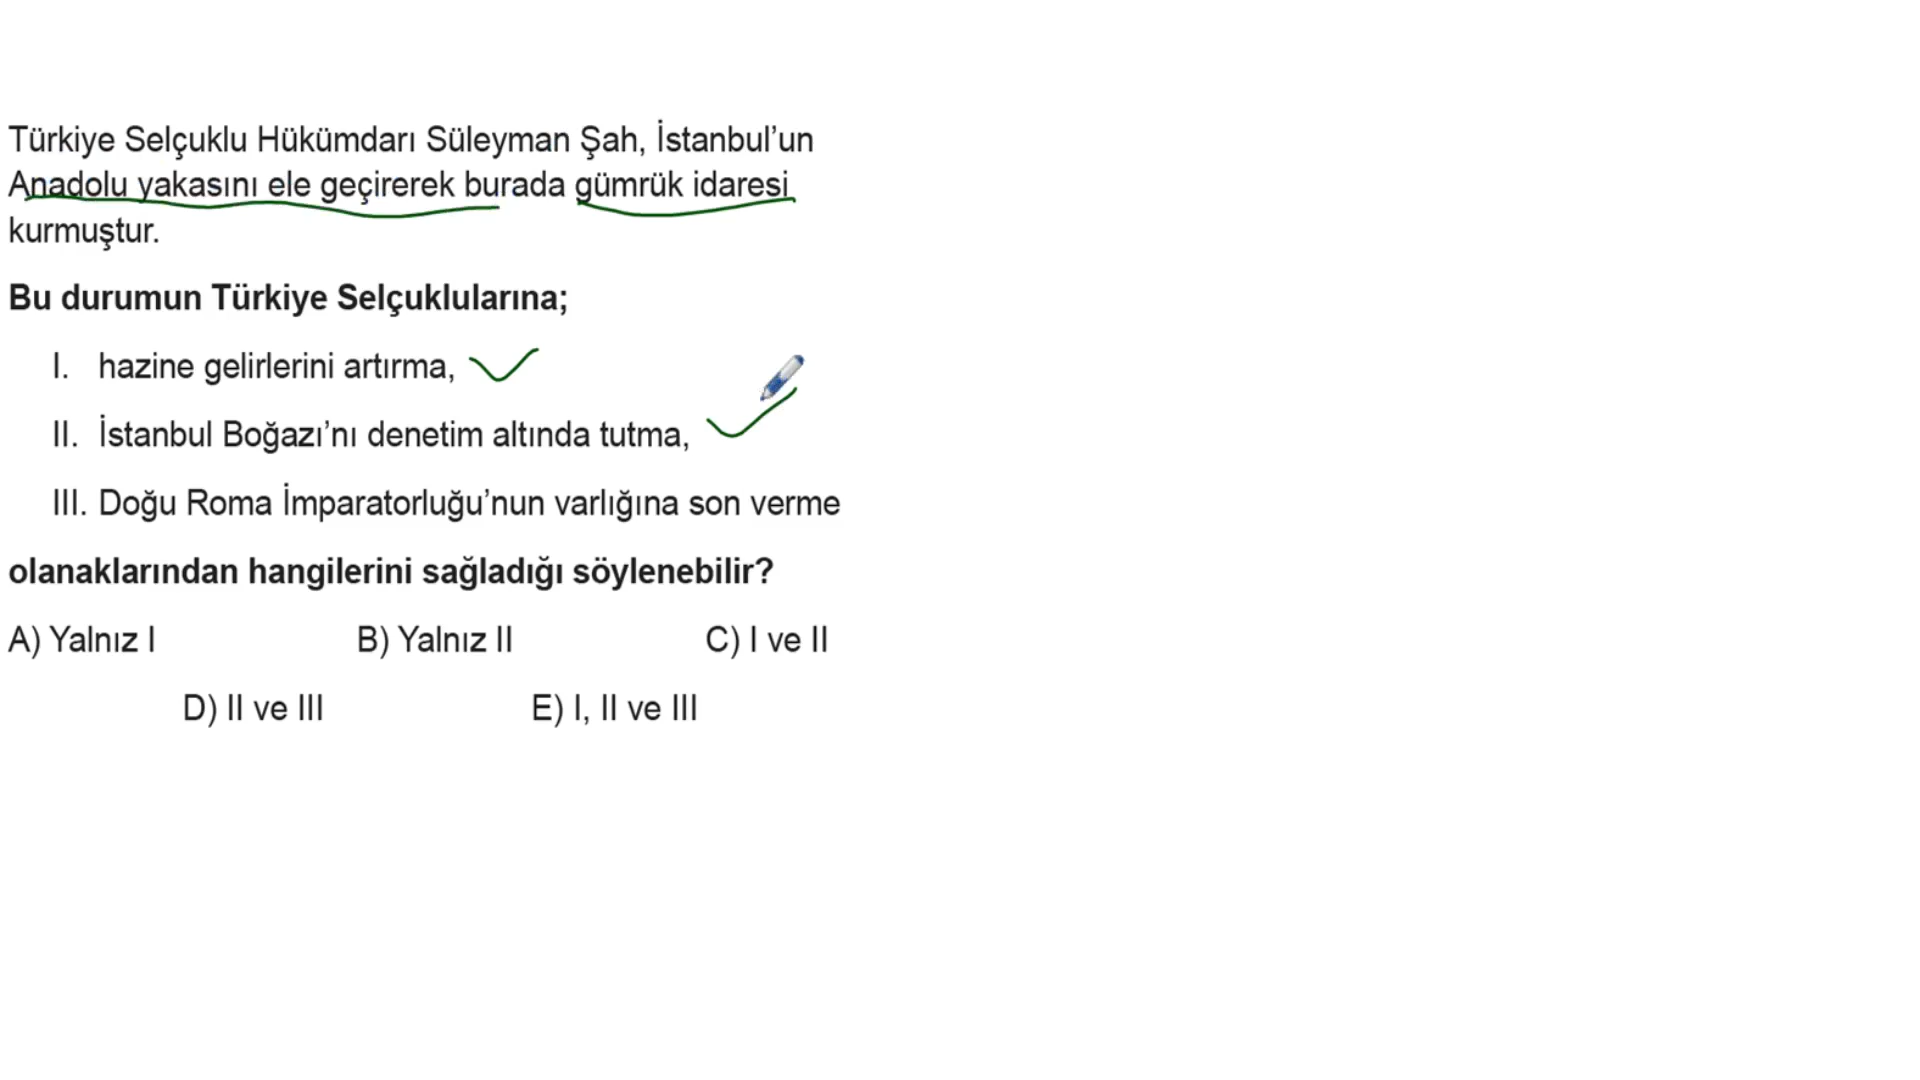 Türkiye Selçuklu Hükümdarı Süleyman Şah, İstanbul’un
Anadolu yakasını ele geçirerek burada gümrük idaresi
kurmuştur.
Bu durumun Türkiye Selçuklularına;
I. hazine gelirlerini artırma,
II. İstanbul Boğazı’nı denetim altında tutma,
III. Doğu Roma İmparatorluğu’nun varlığına son verme
olanaklarından hangilerini sağladığı söylenebilir?
A) Yalnız I B) Yalnız II C) I ve II
D) II ve III E) I, II ve III